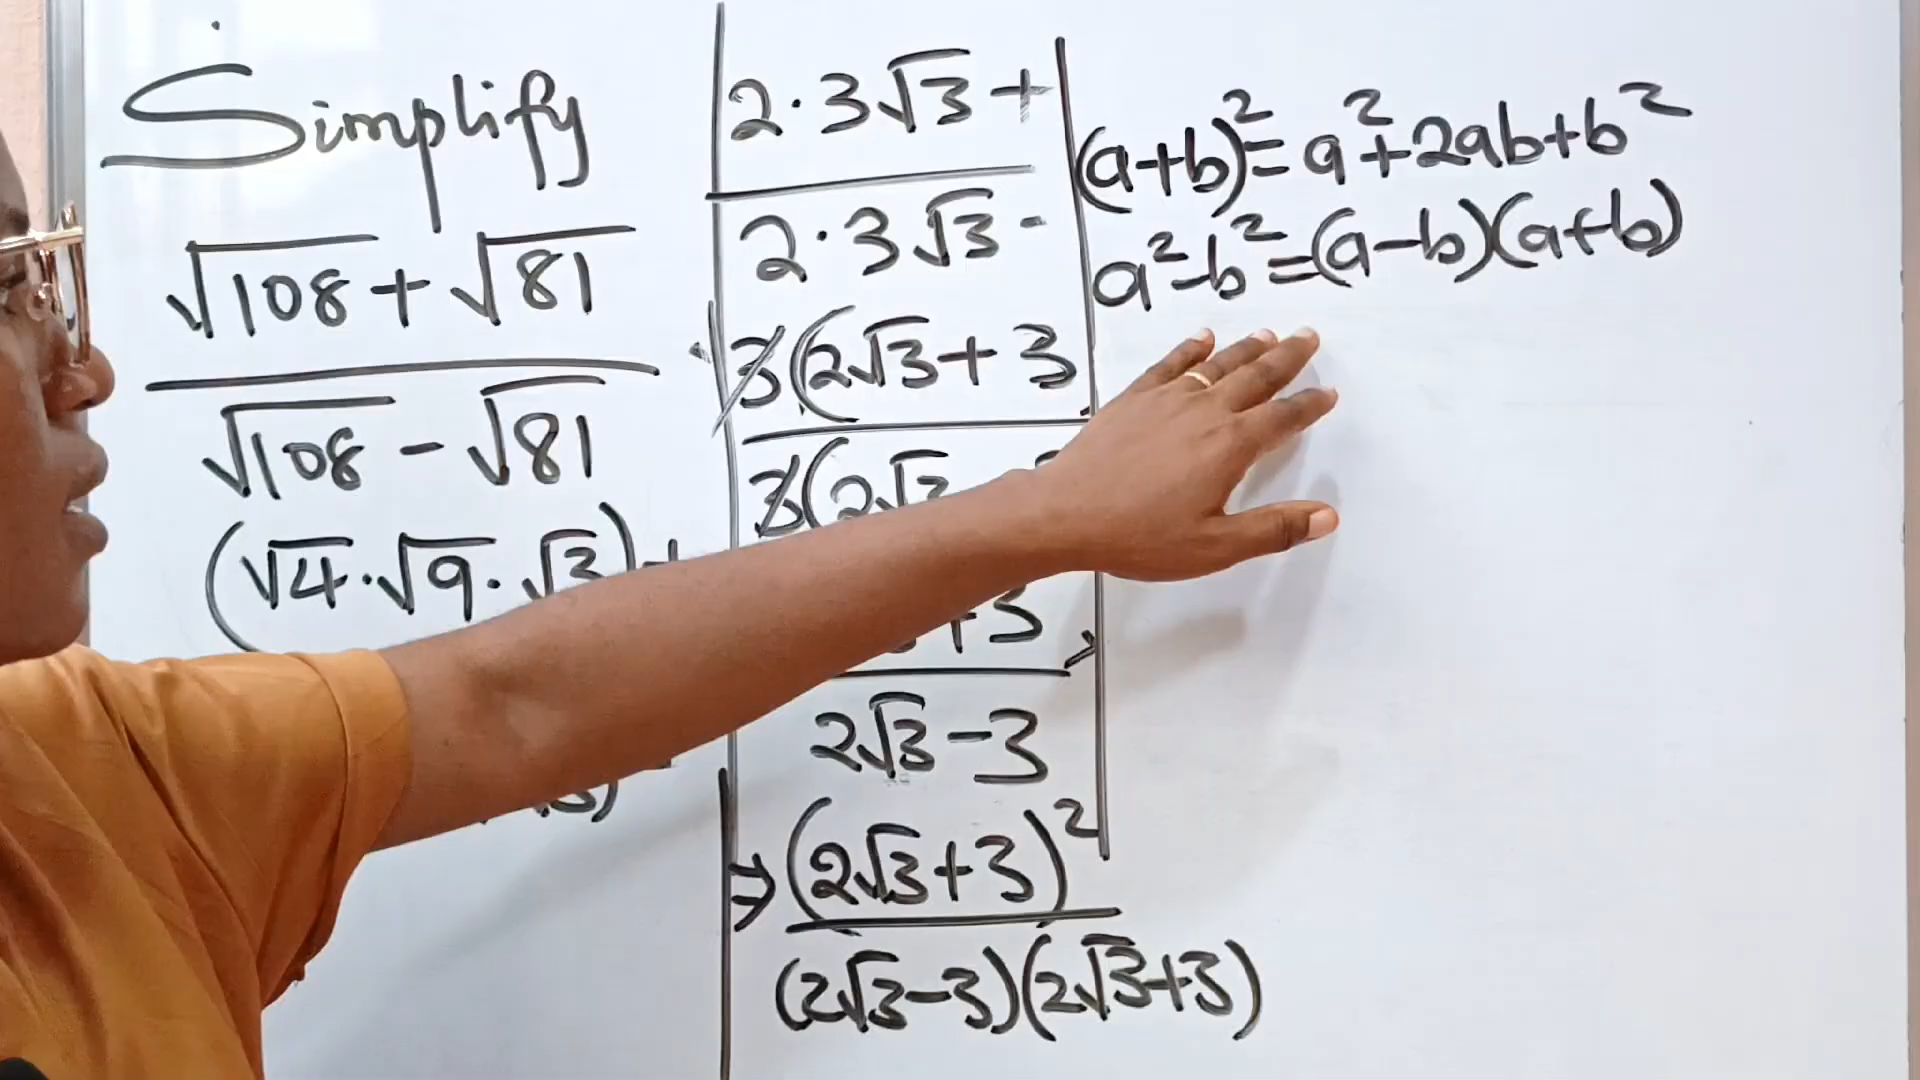 Simplify
√108 + √81
√108 - √81
(√4·√9·√3)+
2·3√3 +
2·3√3 -
3(2√3 + 3
3(2√3
+3
2√3 - 3
⇒ (2√3+3)²
(2√3-3)(2√3+3)
(a+b)² = a²+2ab+b²
a²-b² = (a-b)(a+b)